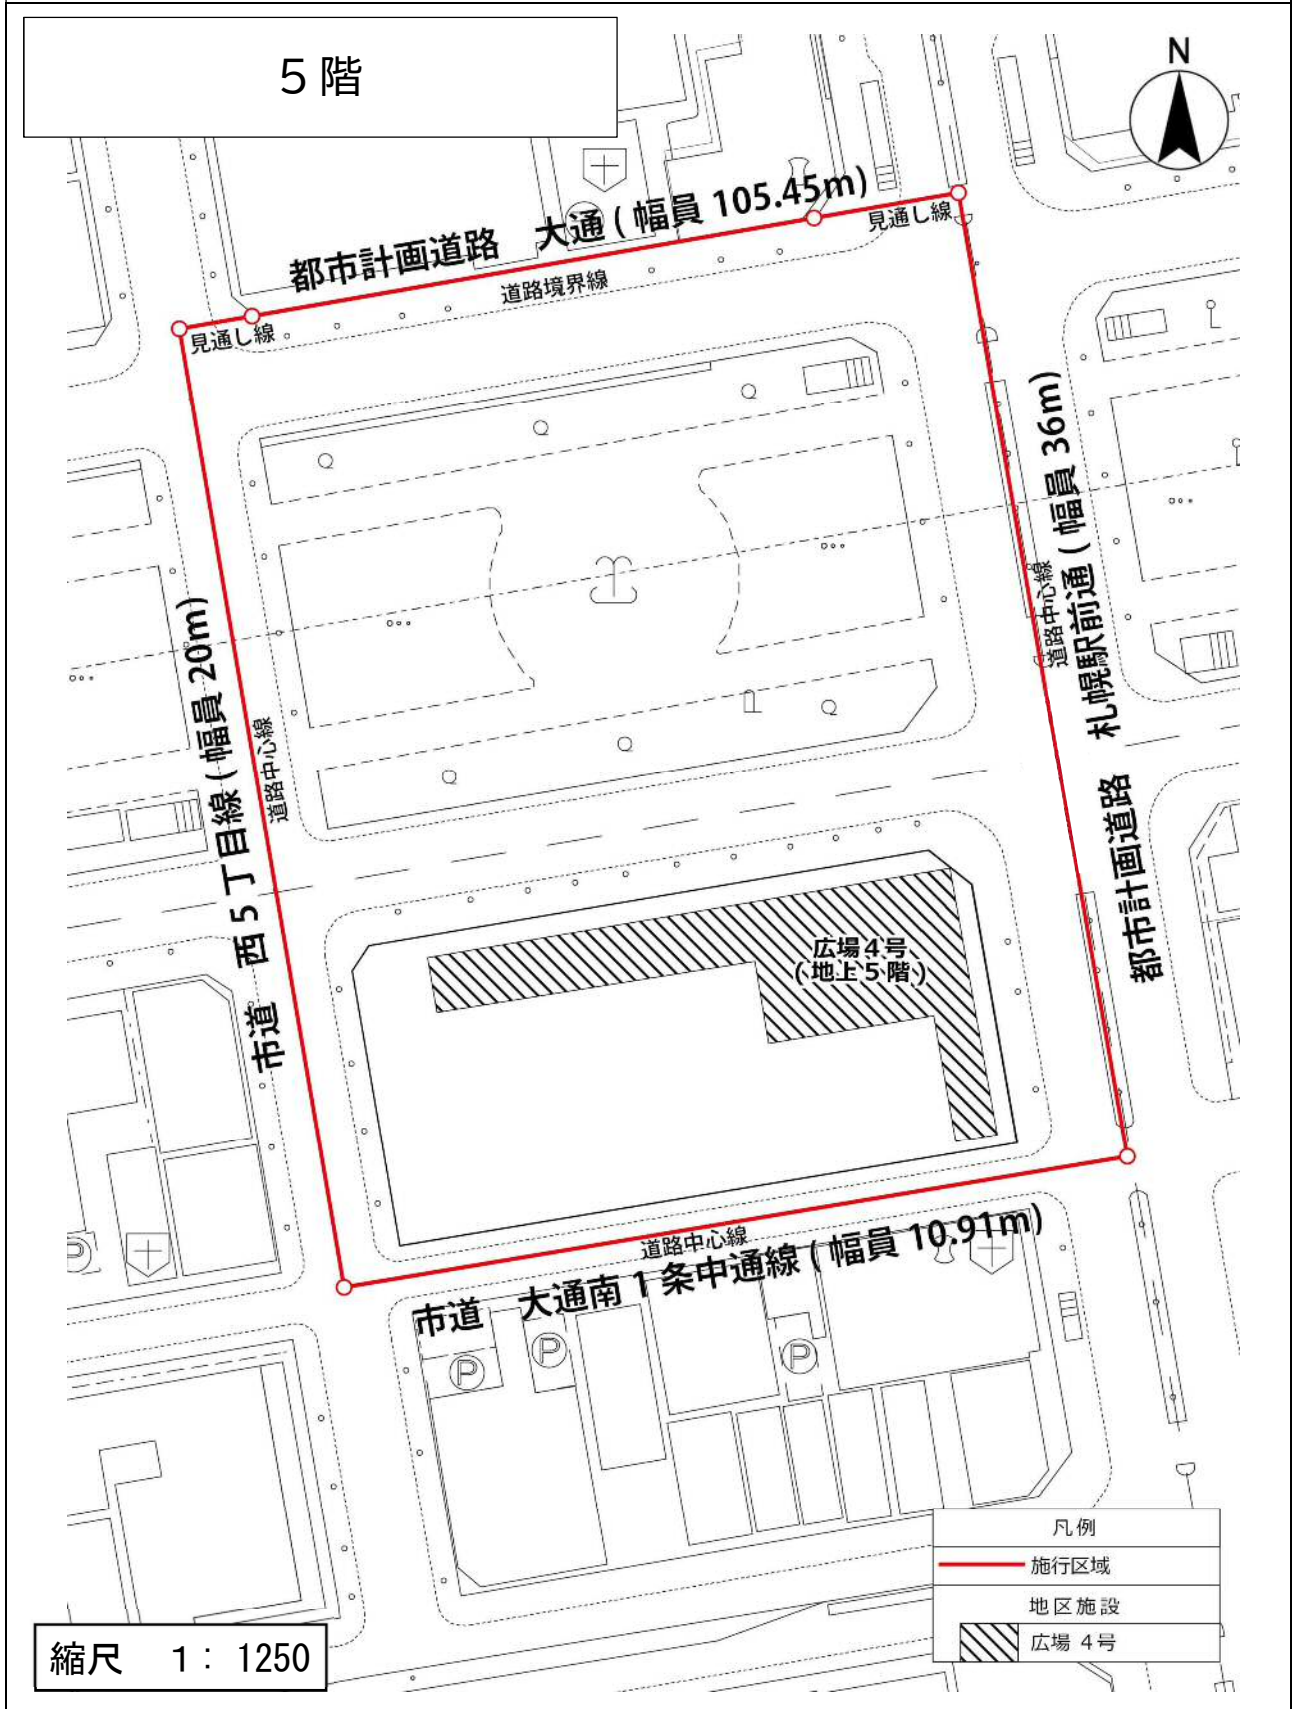 ５階
N
都市計画道路　大通 ( 幅員 105.45m)
見通し線
道路境界線
見通し線
都市計画道路　札幌駅前通 ( 幅員 36m)
道路中心線
市道　西 5 丁目線 ( 幅員 20m)
道路中心線
広場４号
( 地上５階 )
道路中心線
市道　大通南 1 条中通線 ( 幅員 10.91m)
P
P
P
P
凡例
施行区域
地区施設
広場 4号
縮尺　1： 1250